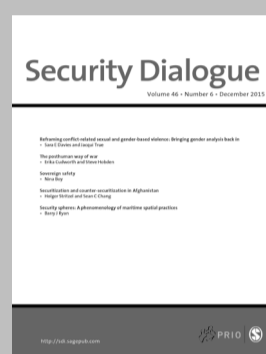 Security Dialogue
Volume 46 • Number 6 • December 2015
Reframing conflict-related sexual and gender-based violence: Bringing gender analysis back in
• Sara E Davies and Jacqui True
The posthuman way of war
• Erika Cudworth and Steve Hobden
Sovereign safety
• Nina Boy
Securitization and counter-securitization in Afghanistan
• Holger Stritzel and Sean C Chang
Security spheres: A phenomenology of maritime spatial practices
• Barry J Ryan
http://sdi.sagepub.com
PRIO
S